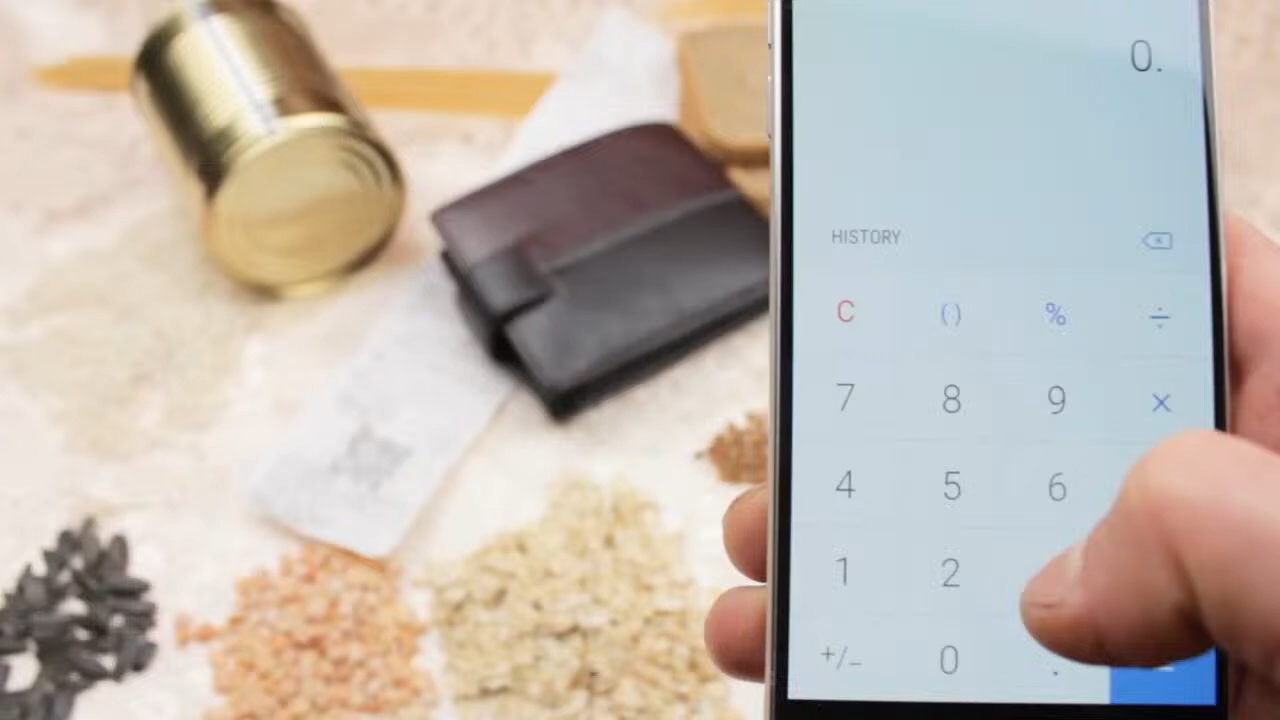 0.
HISTORY
C () % ÷
7 8 9 ×
4 5 6
1 2
+/− 0 .